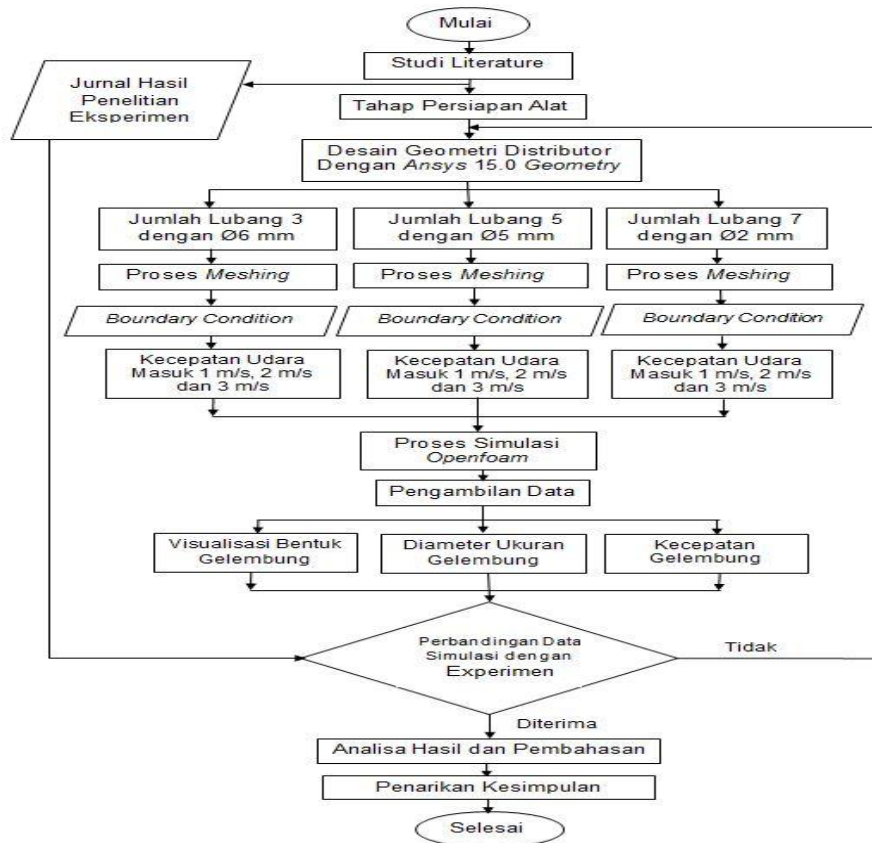 Mulai
Studi Literature
Jurnal Hasil
Penelitian
Eksperimen
Tahap Persiapan Alat
Desain Geometri Distributor
Dengan Ansys 15.0 Geometry
Jumlah Lubang 3
dengan Ø6 mm
Jumlah Lubang 5
dengan Ø5 mm
Jumlah Lubang 7
dengan Ø2 mm
Proses Meshing
Proses Meshing
Proses Meshing
Boundary Condition
Boundary Condition
Boundary Condition
Kecepatan Udara
Masuk 1 m/s, 2 m/s
dan 3 m/s
Kecepatan Udara
Masuk 1 m/s, 2 m/s
dan 3 m/s
Kecepatan Udara
Masuk 1 m/s, 2 m/s
dan 3 m/s
Proses Simulasi
Openfoam
Pengambilan Data
Visualisasi Bentuk
Gelembung
Diameter Ukuran
Gelembung
Kecepatan
Gelembung
Perbandingan Data
Simulasi dengan
Experimen
Tidak
Diterima
Analisa Hasil dan Pembahasan
Penarikan Kesimpulan
Selesai